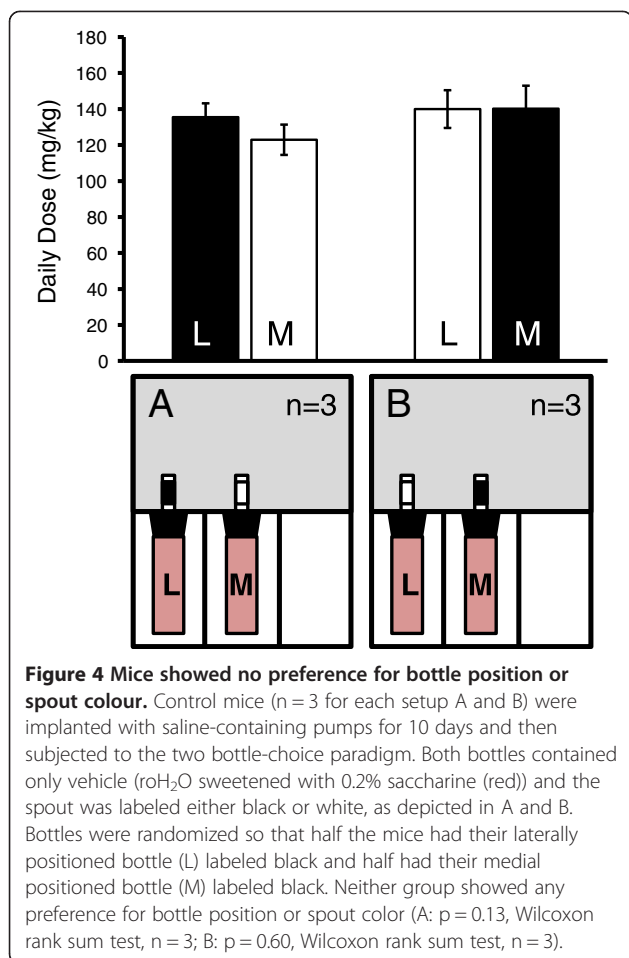 180
160
140
120
100
80
60
40
20
0
Daily Dose (mg/kg)
L M L M
A n=3 B n=3
L M L M
Figure 4 Mice showed no preference for bottle position or
spout colour. Control mice (n = 3 for each setup A and B) were
implanted with saline-containing pumps for 10 days and then
subjected to the two bottle-choice paradigm. Both bottles contained
only vehicle (roH₂O sweetened with 0.2% saccharine (red)) and the
spout was labeled either black or white, as depicted in A and B.
Bottles were randomized so that half the mice had their laterally
positioned bottle (L) labeled black and half had their medial
positioned bottle (M) labeled black. Neither group showed any
preference for bottle position or spout color (A: p = 0.13, Wilcoxon
rank sum test, n = 3; B: p = 0.60, Wilcoxon rank sum test, n = 3).